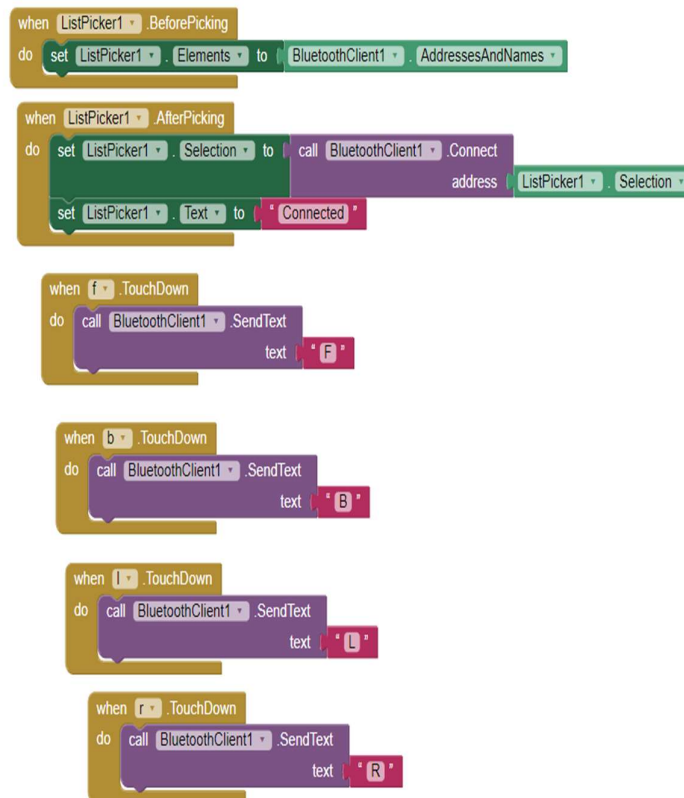 when ListPicker1 .BeforePicking
do set ListPicker1 . Elements to BluetoothClient1 . AddressesAndNames
when ListPicker1 .AfterPicking
do set ListPicker1 . Selection to call BluetoothClient1 .Connect
address ListPicker1 . Selection
set ListPicker1 . Text to “ Connected ”
when f .TouchDown
do call BluetoothClient1 .SendText
text “ F ”
when b .TouchDown
do call BluetoothClient1 .SendText
text “ B ”
when l .TouchDown
do call BluetoothClient1 .SendText
text “ L ”
when r .TouchDown
do call BluetoothClient1 .SendText
text “ R ”